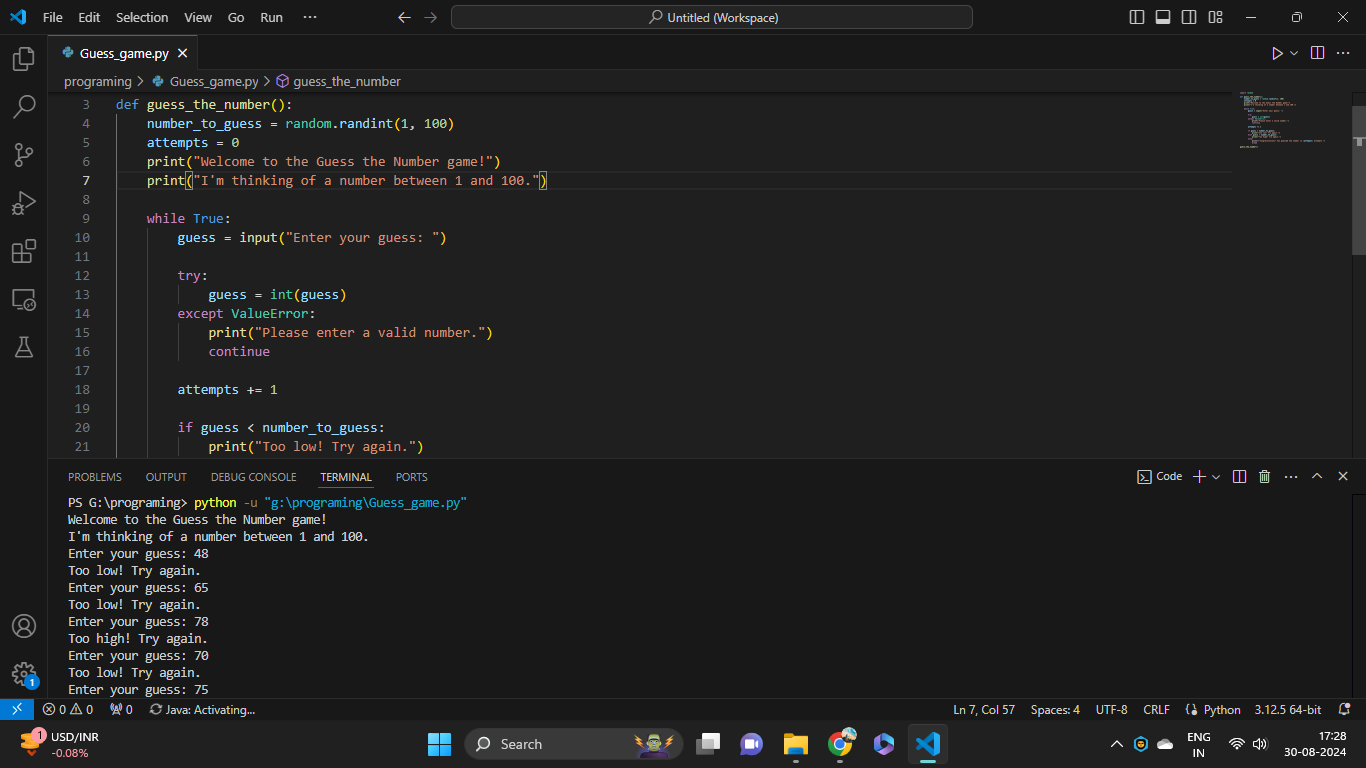 File Edit Selection View Go Run ··· Untitled (Workspace)
Guess_game.py
programing > Guess_game.py > guess_the_number
3 def guess_the_number():
4 number_to_guess = random.randint(1, 100)
5 attempts = 0
6 print("Welcome to the Guess the Number game!")
7 print("I'm thinking of a number between 1 and 100.")
8
9 while True:
10 guess = input("Enter your guess: ")
11
12 try:
13 guess = int(guess)
14 except ValueError:
15 print("Please enter a valid number.")
16 continue
17
18 attempts += 1
19
20 if guess < number_to_guess:
21 print("Too low! Try again.")
PROBLEMS OUTPUT DEBUG CONSOLE TERMINAL PORTS Code
PS G:\programing> python -u "g:\programing\Guess_game.py"
Welcome to the Guess the Number game!
I'm thinking of a number between 1 and 100.
Enter your guess: 48
Too low! Try again.
Enter your guess: 65
Too low! Try again.
Enter your guess: 78
Too high! Try again.
Enter your guess: 70
Too low! Try again.
Enter your guess: 75
1
0 0 0 Java: Activating... Ln 7, Col 57 Spaces: 4 UTF-8 CRLF Python 3.12.5 64-bit
1 USD/INR
-0.08%
Search
ENG
IN
17:28
30-08-2024